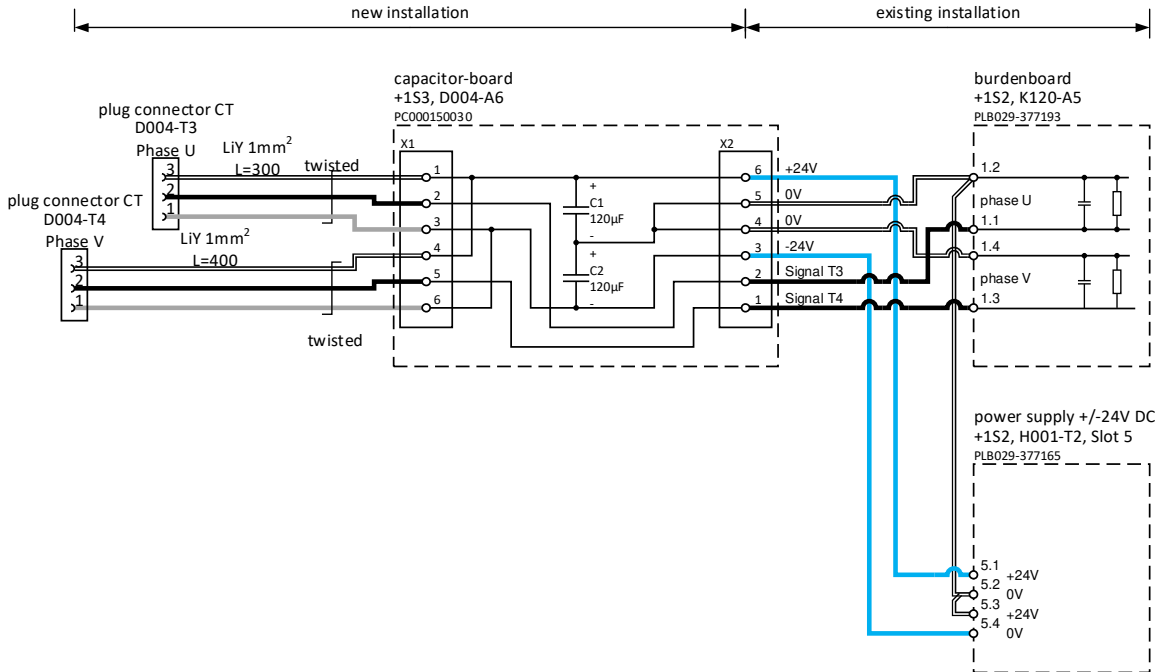 new installation
existing installation
capacitor-board
+1S3, D004-A6
PC000150030
burdenboard
+1S2, K120-A5
PLB029-377193
plug connector CT
D004-T3
Phase U
LiY 1mm²
L=300
twisted
3
2
1
plug connector CT
D004-T4
Phase V
LiY 1mm²
L=400
twisted
3
2
1
X1
1
2
3
4
5
6
+
C1
120µF
-
+
C2
120µF
-
X2
6
5
4
3
2
1
+24V
0V
0V
-24V
Signal T3
Signal T4
1.2
phase U
1.1
1.4
phase V
1.3
power supply +/-24V DC
+1S2, H001-T2, Slot 5
PLB029-377165
5.1
+24V
5.2
0V
5.3
+24V
5.4
0V